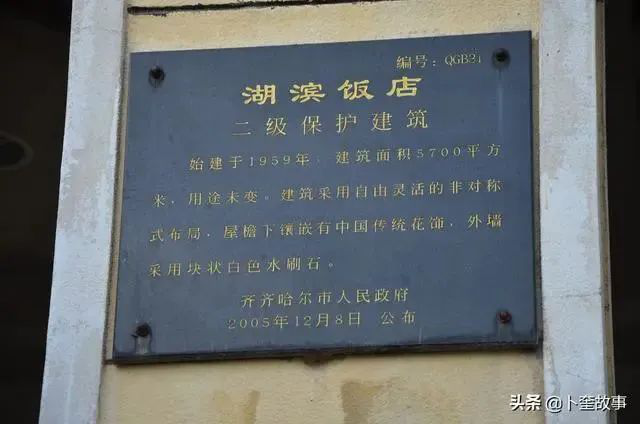 编号：QGB21
湖滨饭店
二级保护建筑
始建于1959年，建筑面积5700平方
米，用途未变。建筑采用自由灵活的非对称
式布局，屋檐下镶嵌有中国传统花饰，外墙
采用块状白色水刷石。
齐齐哈尔市人民政府
2005年12月8日 公布
头条 @卜奎故事